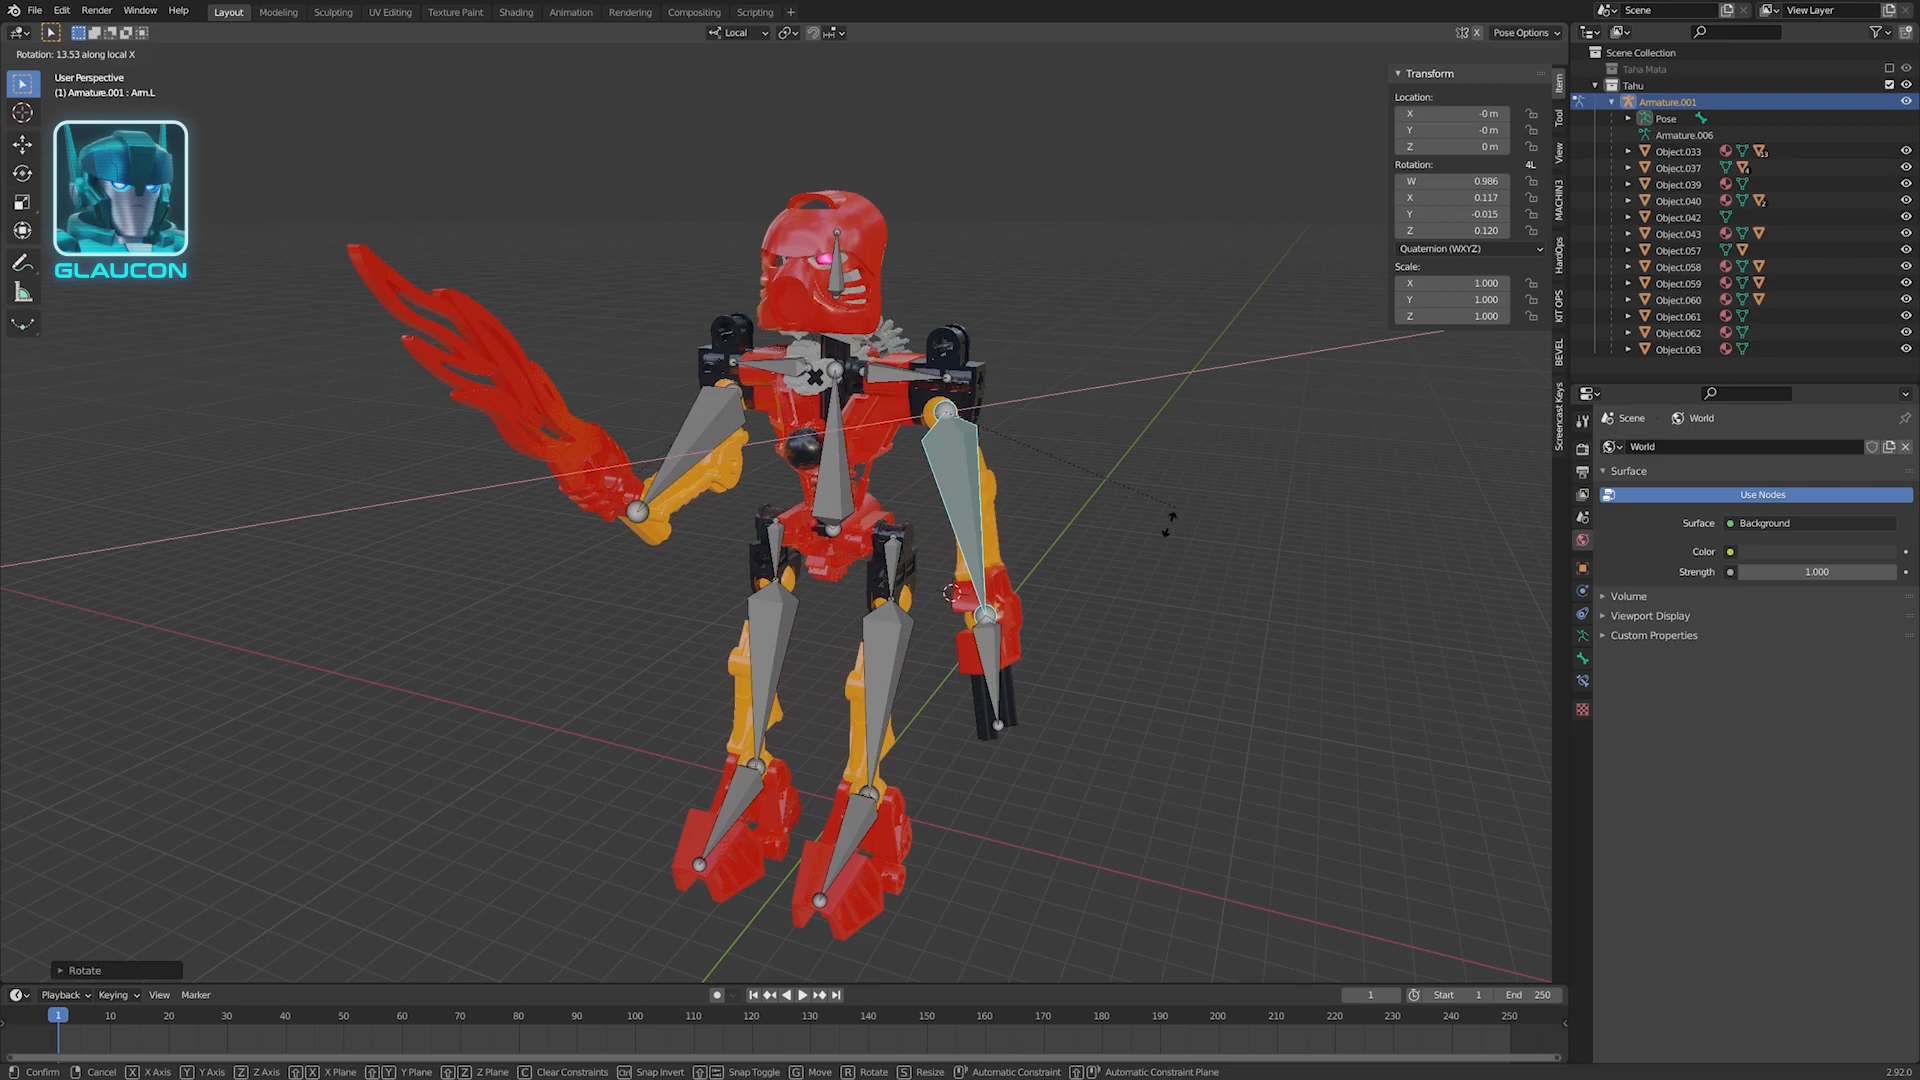 File Edit Render Window Help Layout Modeling Sculpting UV Editing Texture Paint Shading Animation Rendering Compositing Scripting + Scene View Layer
Local X Pose Options
Rotation: 13.53 along local X
User Perspective
(1) Armature.001 : Arm.L
GLAUCON
Transform
Location:
X -0 m
Y -0 m
Z 0 m
Rotation: 4L
W 0.986
X 0.117
Y -0.015
Z 0.120
Quaternion (WXYZ)
Scale:
X 1.000
Y 1.000
Z 1.000
Item
Tool
View
MACHIN3
HardOps
KIT OPS
BEVEL
Screencast Keys
Scene Collection
Taha Mata
Tahu
Armature.001
Pose
Armature.006
Object.033 13
Object.037 4
Object.039
Object.040 2
Object.042
Object.043
Object.057
Object.058
Object.059
Object.060
Object.061
Object.062
Object.063
Scene World
World
Surface
Use Nodes
Surface Background
Color
Strength 1.000
Volume
Viewport Display
Custom Properties
Rotate
Playback Keying View Marker 1 Start 1 End 250
1 10 20 30 40 50 60 70 80 90 100 110 120 130 140 150 160 170 180 190 200 210 220 230 240 250
Confirm Cancel X X Axis Y Y Axis Z Z Axis X X Plane Y Y Plane Z Z Plane C Clear Constraints Ctrl Snap Invert Snap Toggle G Move R Rotate S Resize Automatic Constraint Automatic Constraint Plane 2.92.0